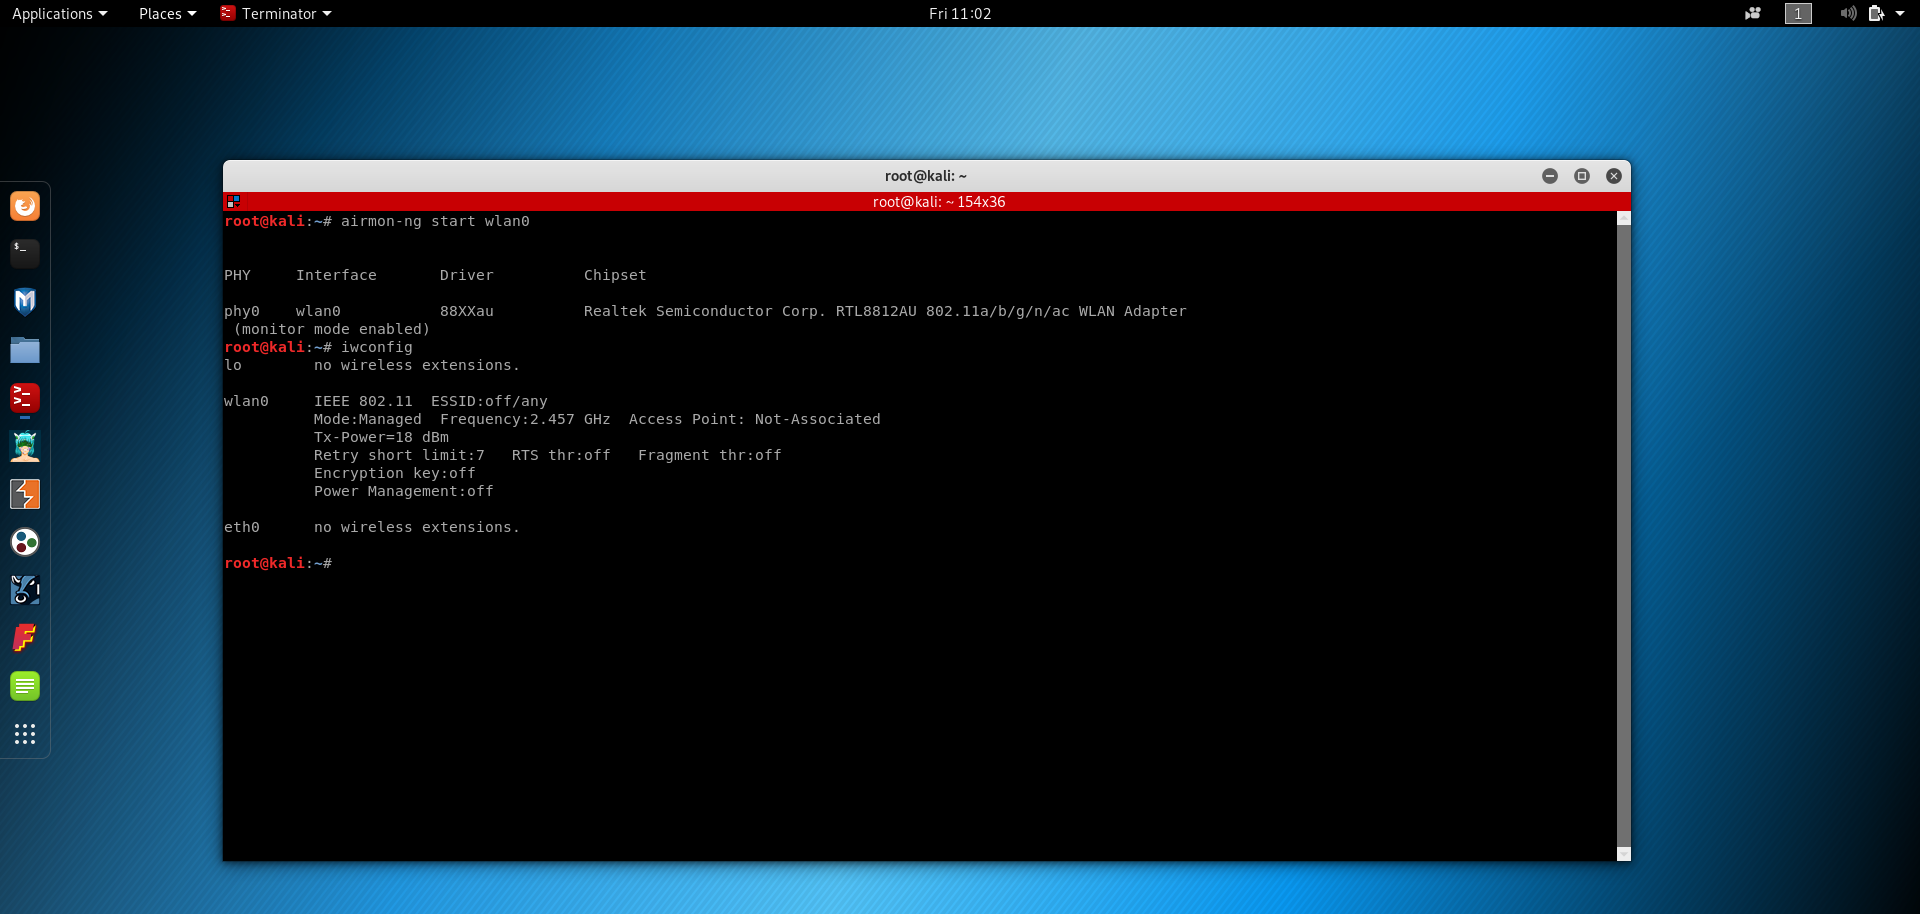 Applications Places Terminator Fri 11:02 1
root@kali: ~
root@kali: ~ 154x36
root@kali:~# airmon-ng start wlan0
PHY Interface Driver Chipset
phy0 wlan0 88XXau Realtek Semiconductor Corp. RTL8812AU 802.11a/b/g/n/ac WLAN Adapter
(monitor mode enabled)
root@kali:~# iwconfig
lo no wireless extensions.
wlan0 IEEE 802.11 ESSID:off/any
Mode:Managed Frequency:2.457 GHz Access Point: Not-Associated
Tx-Power=18 dBm
Retry short limit:7 RTS thr:off Fragment thr:off
Encryption key:off
Power Management:off
eth0 no wireless extensions.
root@kali:~#